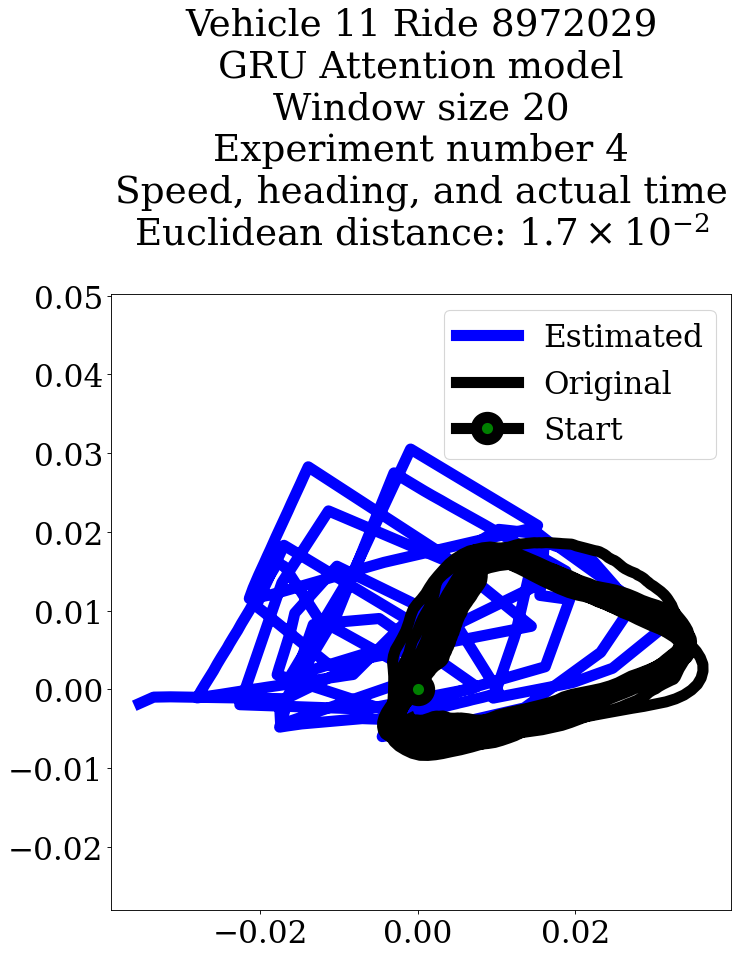 Vehicle 11 Ride 8972029
GRU Attention model
Window size 20
Experiment number 4
Speed, heading, and actual time
Euclidean distance: 1.7 × 10⁻²
0.05
Estimated
0.04
Original
0.03
Start
0.02
0.01
0.00
−0.01
−0.02
−0.02 0.00 0.02